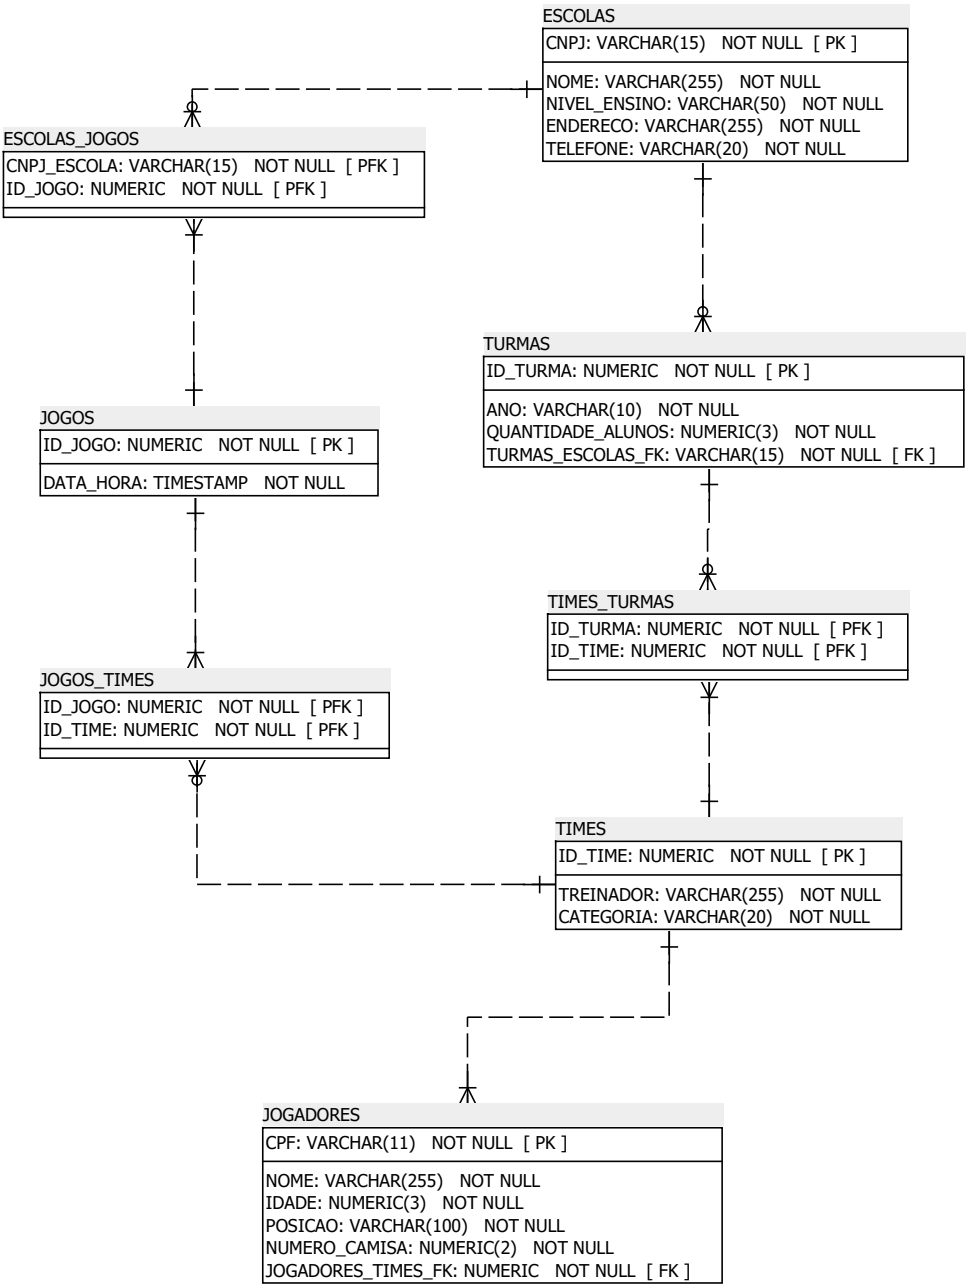 ESCOLAS
CNPJ: VARCHAR(15) NOT NULL [ PK ]
NOME: VARCHAR(255) NOT NULL
NIVEL_ENSINO: VARCHAR(50) NOT NULL
ENDERECO: VARCHAR(255) NOT NULL
TELEFONE: VARCHAR(20) NOT NULL
ESCOLAS_JOGOS
CNPJ_ESCOLA: VARCHAR(15) NOT NULL [ PFK ]
ID_JOGO: NUMERIC NOT NULL [ PFK ]
TURMAS
ID_TURMA: NUMERIC NOT NULL [ PK ]
ANO: VARCHAR(10) NOT NULL
QUANTIDADE_ALUNOS: NUMERIC(3) NOT NULL
TURMAS_ESCOLAS_FK: VARCHAR(15) NOT NULL [ FK ]
JOGOS
ID_JOGO: NUMERIC NOT NULL [ PK ]
DATA_HORA: TIMESTAMP NOT NULL
TIMES_TURMAS
ID_TURMA: NUMERIC NOT NULL [ PFK ]
ID_TIME: NUMERIC NOT NULL [ PFK ]
JOGOS_TIMES
ID_JOGO: NUMERIC NOT NULL [ PFK ]
ID_TIME: NUMERIC NOT NULL [ PFK ]
TIMES
ID_TIME: NUMERIC NOT NULL [ PK ]
TREINADOR: VARCHAR(255) NOT NULL
CATEGORIA: VARCHAR(20) NOT NULL
JOGADORES
CPF: VARCHAR(11) NOT NULL [ PK ]
NOME: VARCHAR(255) NOT NULL
IDADE: NUMERIC(3) NOT NULL
POSICAO: VARCHAR(100) NOT NULL
NUMERO_CAMISA: NUMERIC(2) NOT NULL
JOGADORES_TIMES_FK: NUMERIC NOT NULL [ FK ]